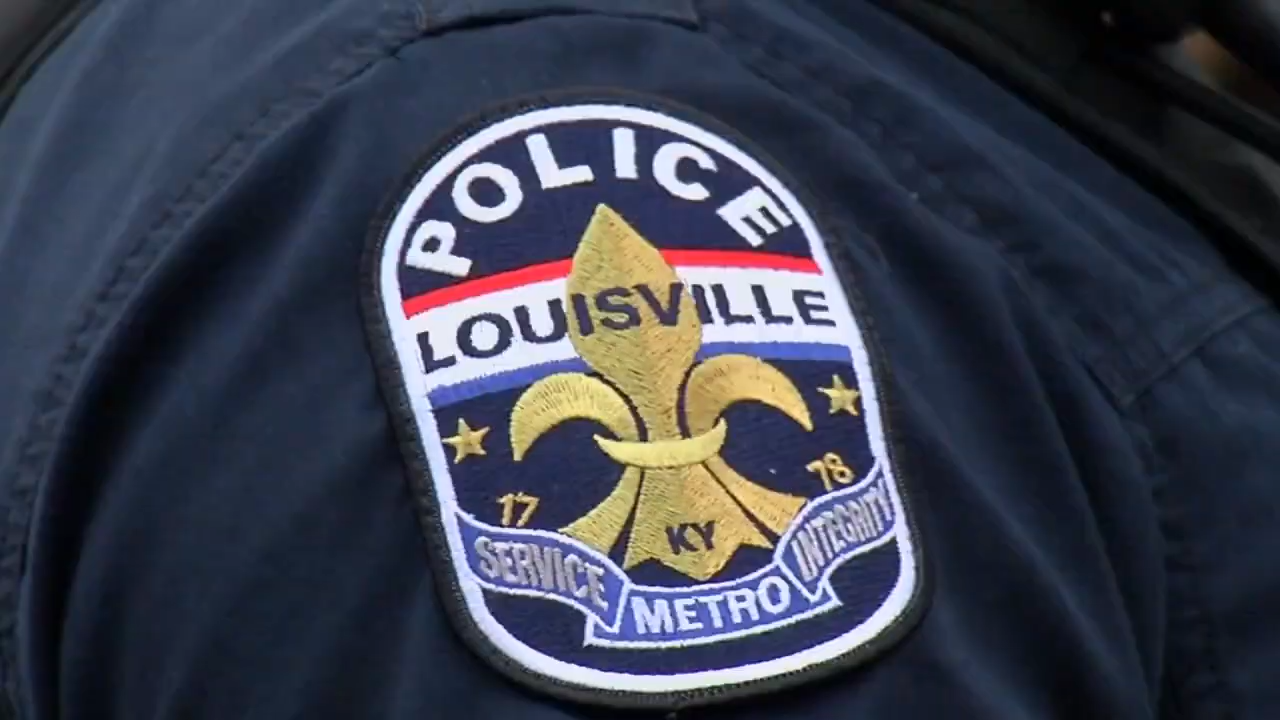 POLICE
LOUISVILLE
17 78
KY
SERVICE METRO INTEGRITY